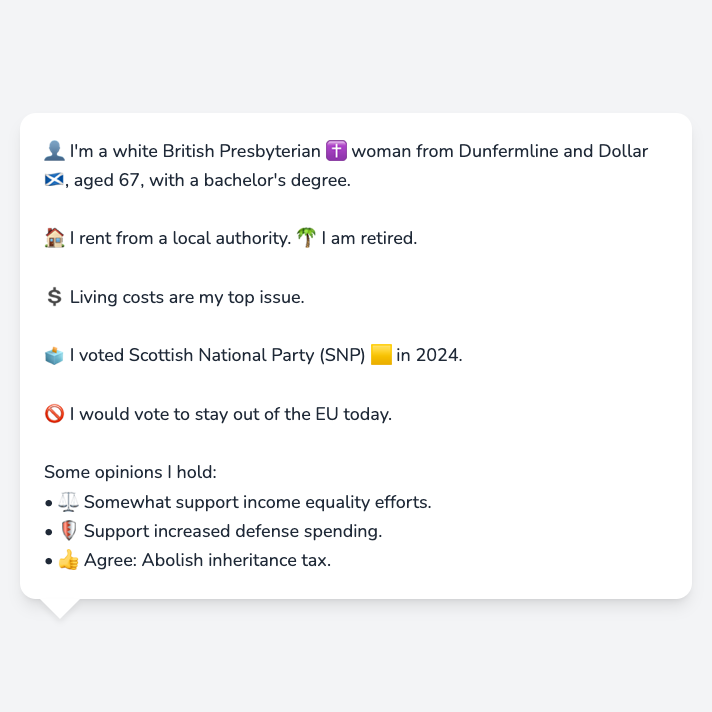 👤 I'm a white British Presbyterian ✝️ woman from Dunfermline and Dollar
🏴󠁧󠁢󠁳󠁣󠁴󠁿, aged 67, with a bachelor's degree.
🏠 I rent from a local authority. 🌴 I am retired.
💲 Living costs are my top issue.
🗳️ I voted Scottish National Party (SNP) 🟨 in 2024.
🚫 I would vote to stay out of the EU today.
Some opinions I hold:
• ⚖️ Somewhat support income equality efforts.
• 🛡️ Support increased defense spending.
• 👍 Agree: Abolish inheritance tax.